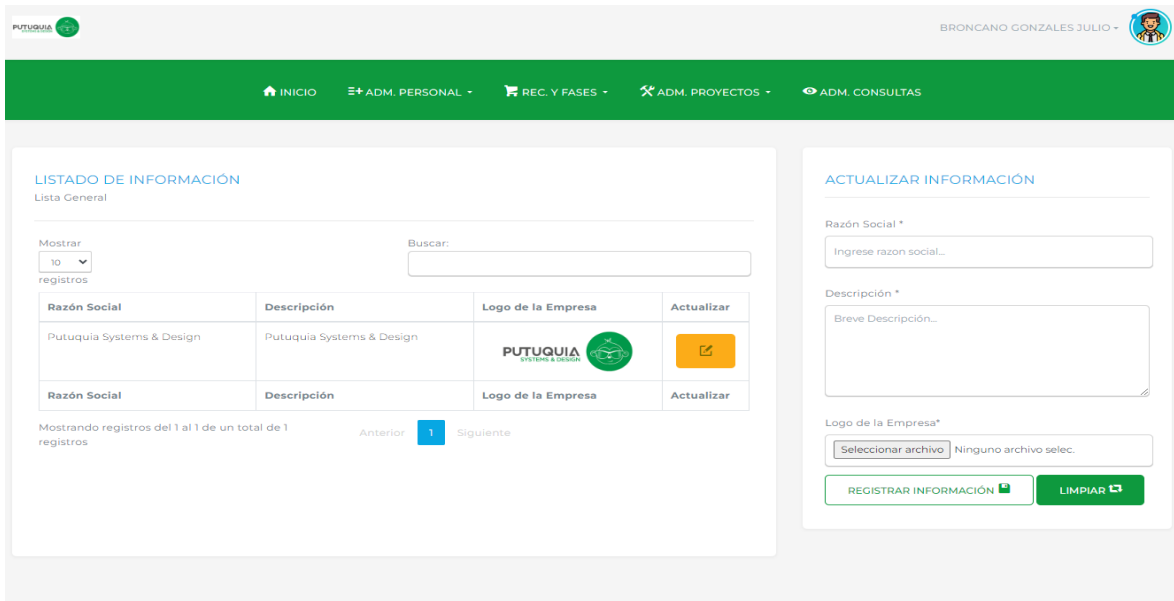 PUTUQUIA
SYSTEMS & DESIGN
BRONCANO GONZALES JULIO
INICIO
ADM. PERSONAL
REC. Y FASES
ADM. PROYECTOS
ADM. CONSULTAS
LISTADO DE INFORMACIÓN
Lista General
Mostrar
10
registros
Buscar:
Razón Social Descripción Logo de la Empresa Actualizar
Putuquia Systems & Design Putuquia Systems & Design
PUTUQUIA
SYSTEMS & DESIGN
Razón Social Descripción Logo de la Empresa Actualizar
Mostrando registros del 1 al 1 de un total de 1
registros
Anterior 1 Siguiente
ACTUALIZAR INFORMACIÓN
Razón Social *
Ingrese razon social...
Descripción *
Breve Descripción...
Logo de la Empresa*
Seleccionar archivo Ninguno archivo selec.
REGISTRAR INFORMACIÓN
LIMPIAR